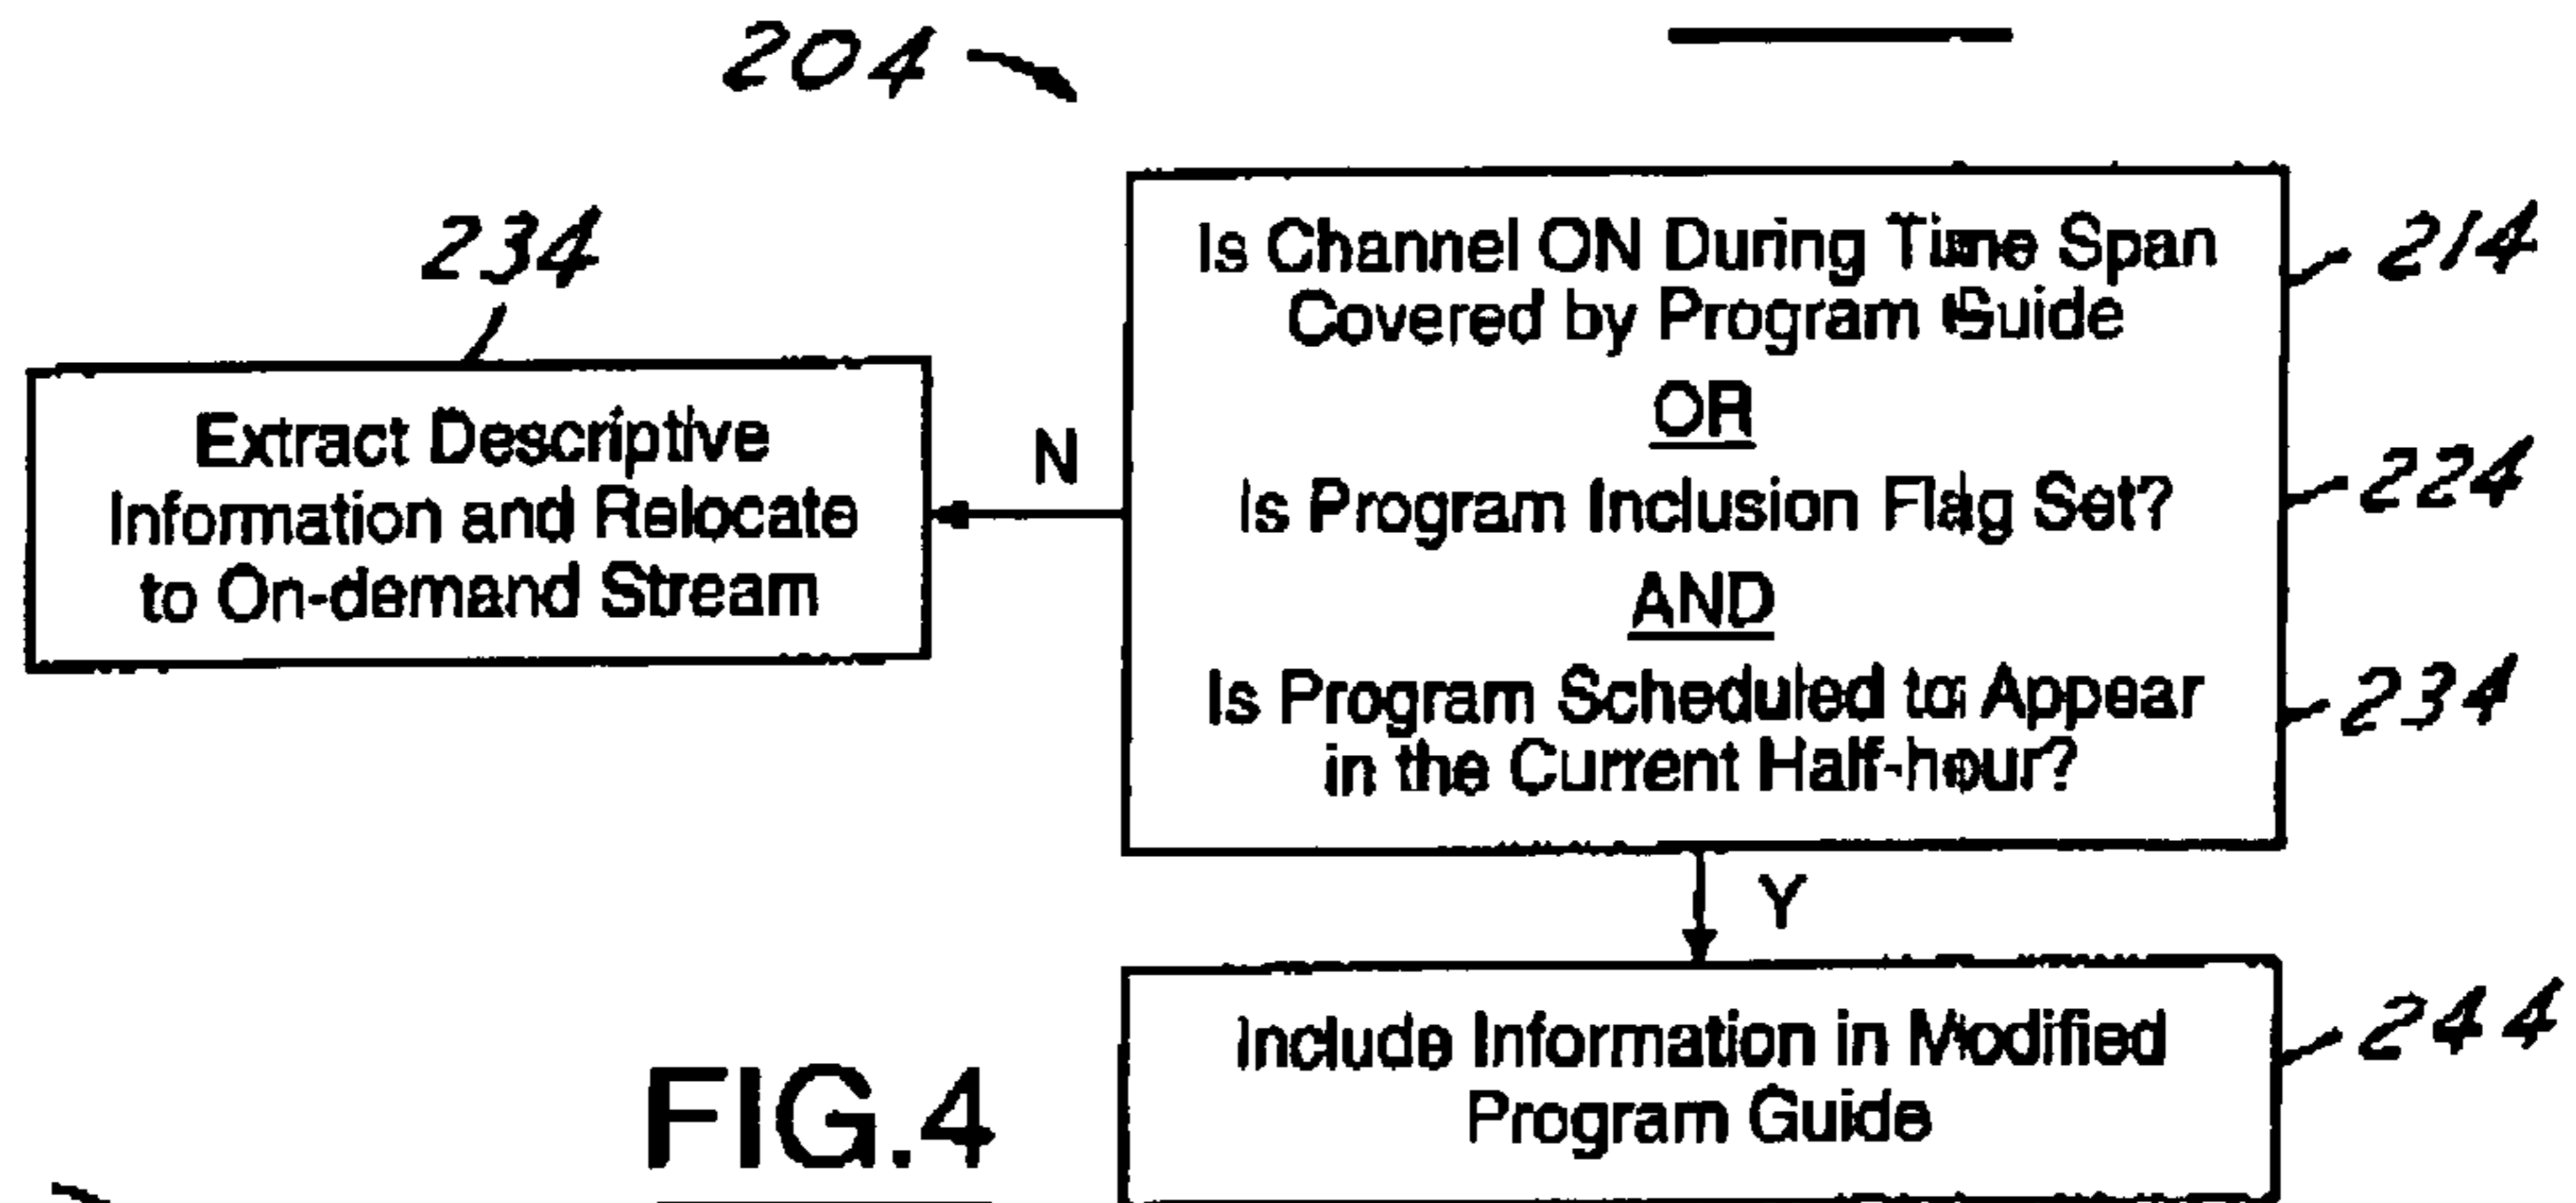 204
234
Is Channel ON During Time Span
Covered by Program Guide
OR
Is Program Inclusion Flag Set?
AND
Is Program Scheduled to Appear
in the Current Half-hour?
214
224
234
Extract Descriptive
Information and Relocate
to On-demand Stream
N
Y
Include Information in Modified
Program Guide
244
FIG.4